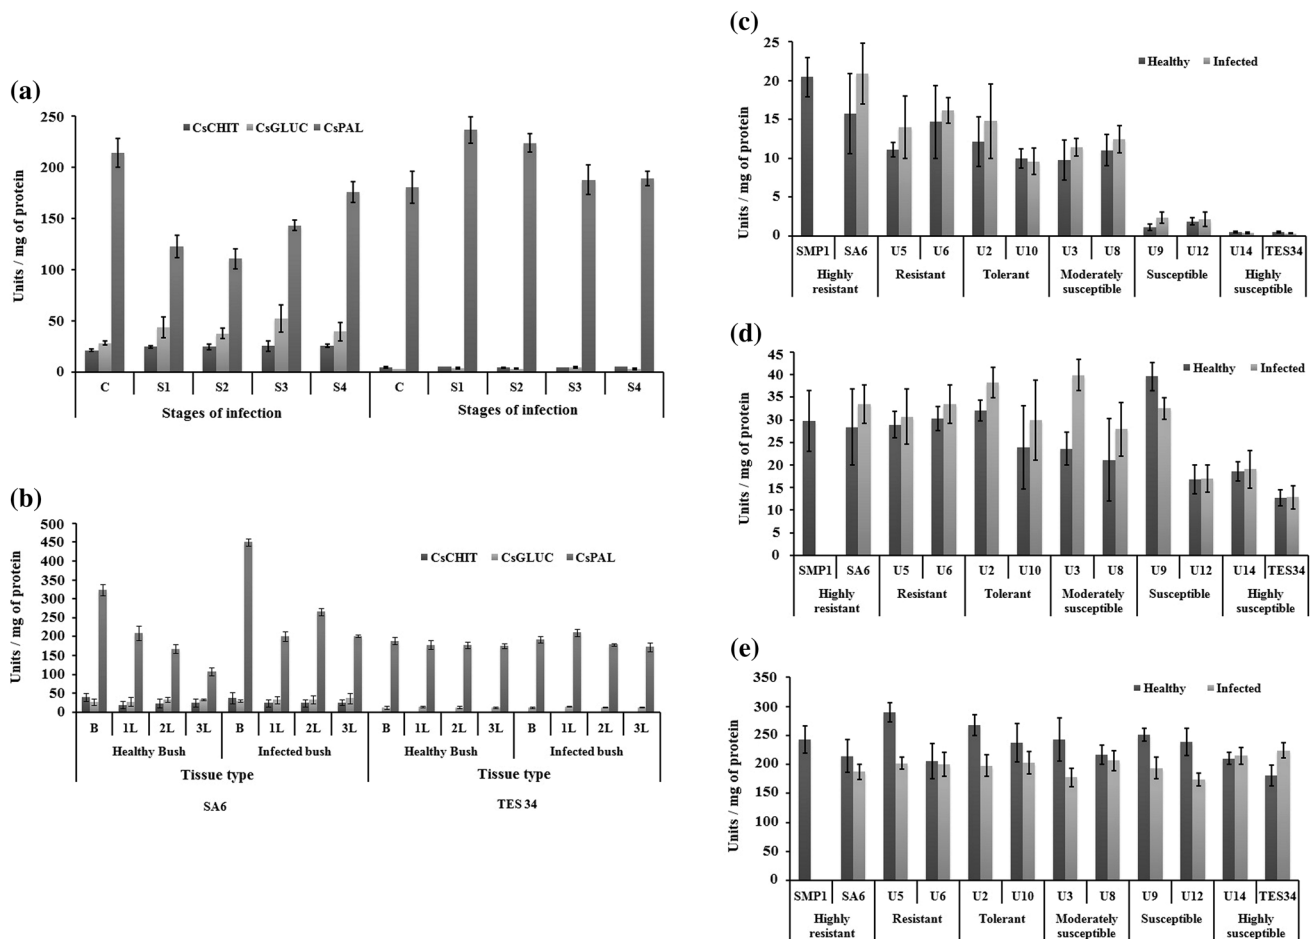 (a)
250
200
150
100
50
0
Units / mg of protein
CsCHIT CsGLUC CsPAL
C S1 S2 S3 S4 C S1 S2 S3 S4
Stages of infection Stages of infection
(b)
500
450
400
350
300
250
200
150
100
50
0
Units / mg of protein
CsCHIT CsGLUC CsPAL
B 1L 2L 3L B 1L 2L 3L B 1L 2L 3L B 1L 2L 3L
Healthy Bush Infected bush Healthy Bush Infected bush
Tissue type Tissue type
SA6 TES 34
(c)
25
20
15
10
5
0
Units / mg of protein
Healthy Infected
SMP1 SA6 U5 U6 U2 U10 U3 U8 U9 U12 U14 TES34
Highly Resistant Tolerant Moderately Susceptible Highly
resistant susceptible susceptible
(d)
45
40
35
30
25
20
15
10
5
0
Units / mg of protein
Healthy Infected
SMP1 SA6 U5 U6 U2 U10 U3 U8 U9 U12 U14 TES34
Highly Resistant Tolerant Moderately Susceptible Highly
resistant susceptible susceptible
(e)
350
300
250
200
150
100
50
0
Units / mg of protein
Healthy Infected
SMP1 SA6 U5 U6 U2 U10 U3 U8 U9 U12 U14 TES34
Highly Resistant Tolerant Moderately Susceptible Highly
resistant susceptible susceptible